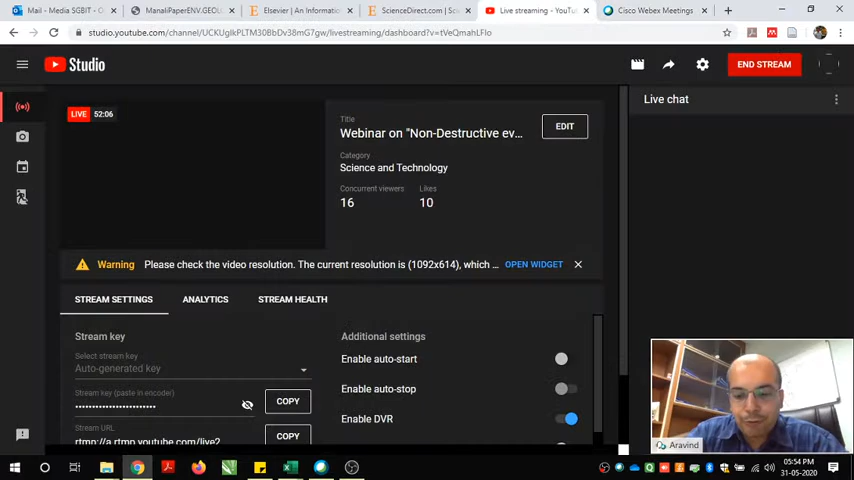 Mail - Media SGBIT - O
ManaliPaperENV.GEOL
Elsevier | An Informatio
ScienceDirect.com | Sci
Live streaming - YouTu
Cisco Webex Meetings
studio.youtube.com/channel/UCKUgIkPLTM30BbDv38mG7gw/livestreaming/dashboard?v=tVeQmahLFIo
Studio
END STREAM
LIVE 52:06
Title
Webinar on "Non-Destructive ev...
EDIT
Category
Science and Technology
Concurrent viewers
Likes
16
10
Live chat
Warning Please check the video resolution. The current resolution is (1092x614), which ... OPEN WIDGET
STREAM SETTINGS
ANALYTICS
STREAM HEALTH
Stream key
Select stream key
Auto-generated key
Stream key (paste in encoder)
••••••••••••••••••••••••
COPY
Stream URL
rtmp://a.rtmp.youtube.com/live2
COPY
Additional settings
Enable auto-start
Enable auto-stop
Enable DVR
Aravind
05:54 PM
31-05-2020